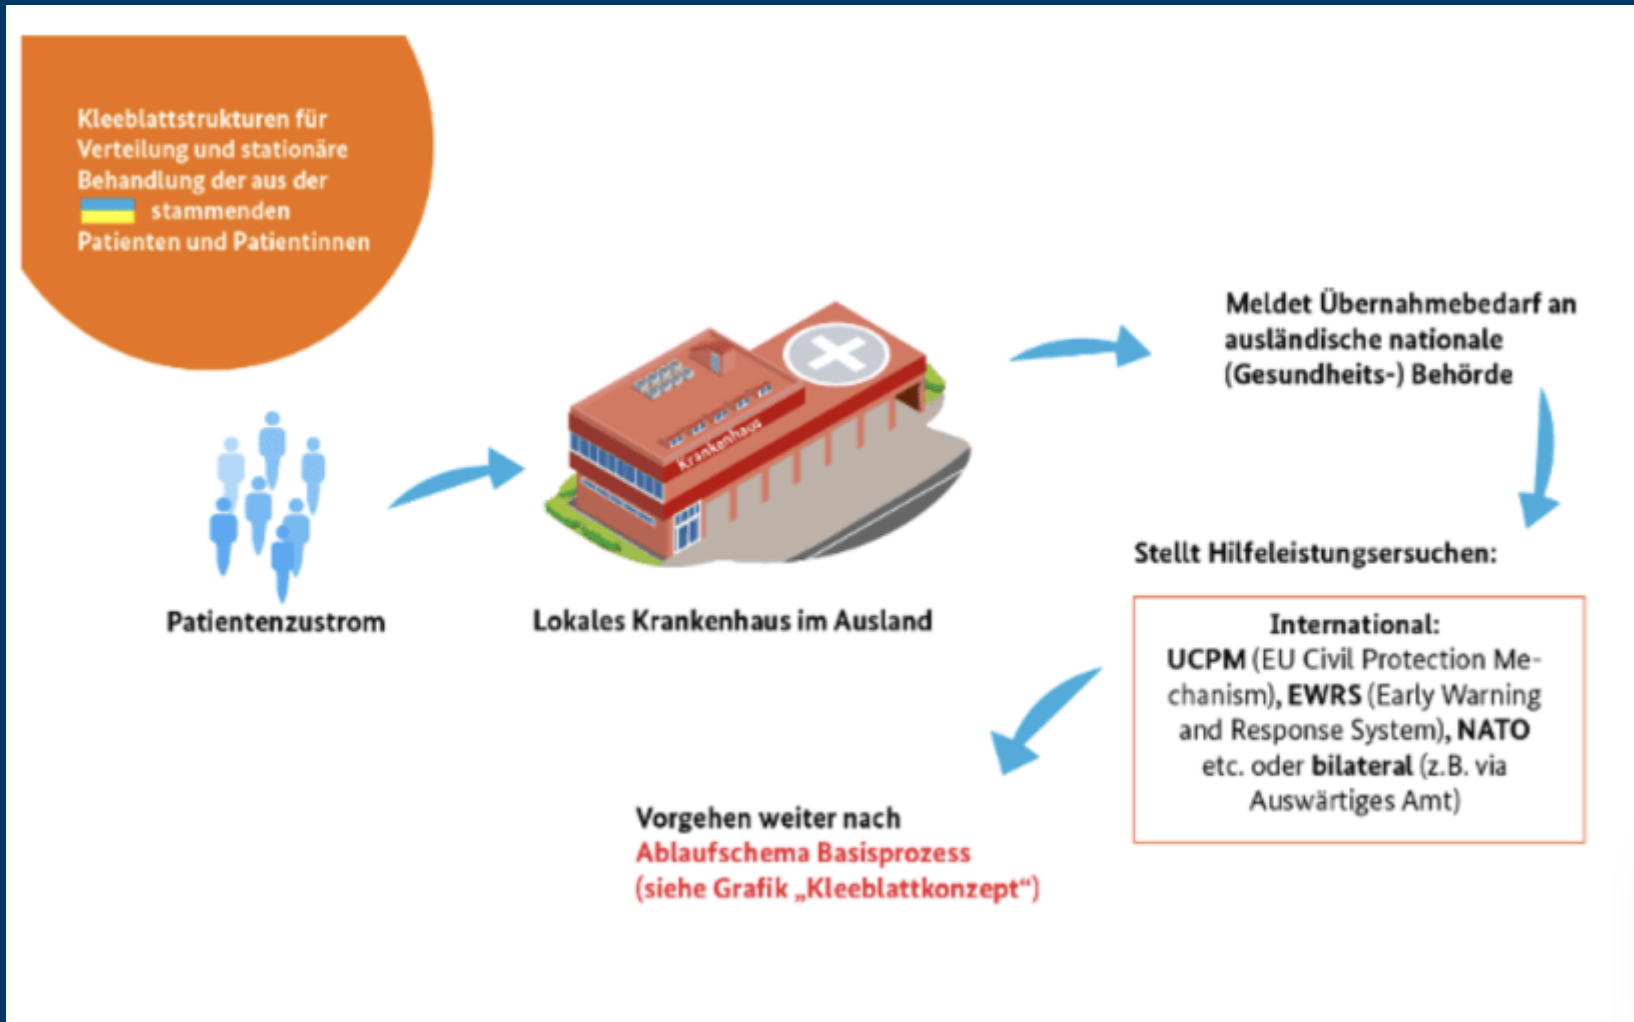 Kleeblattstrukturen für
Verteilung und stationäre
Behandlung der aus der
stammenden
Patienten und Patientinnen
Meldet Übernahmebedarf an
ausländische nationale
(Gesundheits-) Behörde
Krankenhaus
Stellt Hilfeleistungsersuchen:
Patientenzustrom
Lokales Krankenhaus im Ausland
International:
UCPM (EU Civil Protection Me-
chanism), EWRS (Early Warning
and Response System), NATO
etc. oder bilateral (z.B. via
Auswärtiges Amt)
Vorgehen weiter nach
Ablaufschema Basisprozess
(siehe Grafik „Kleeblattkonzept“)